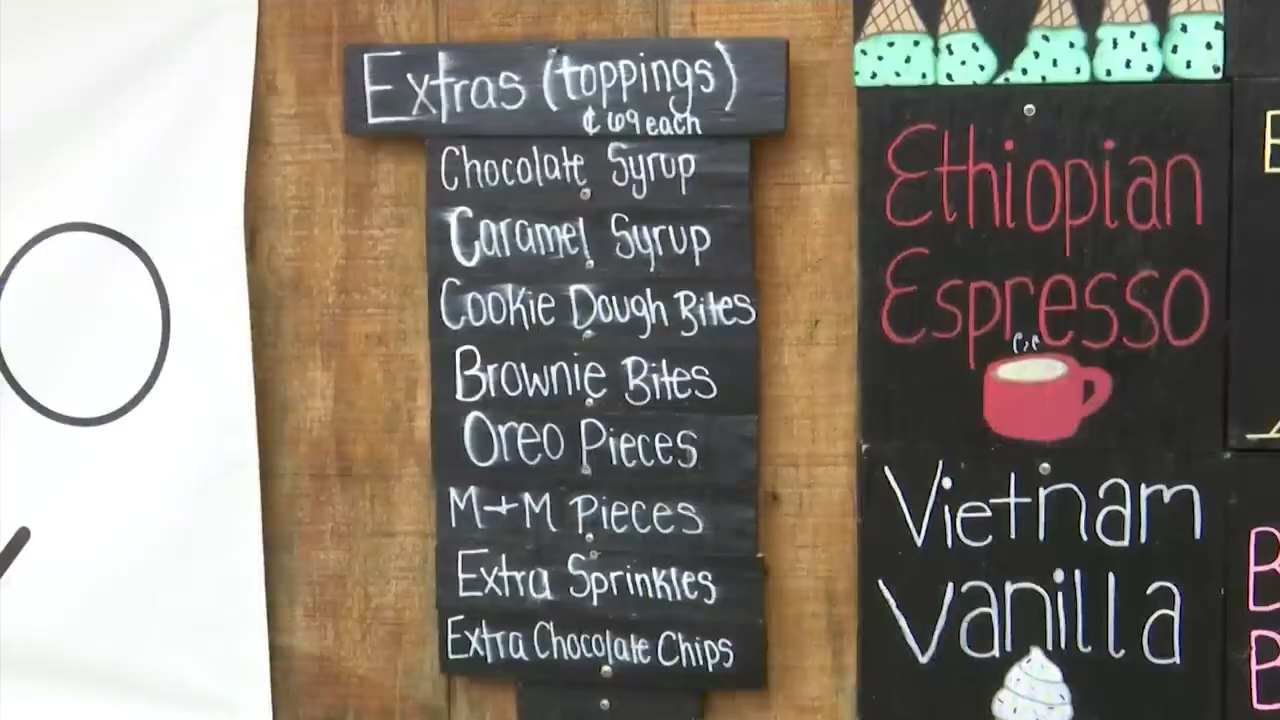 Extras (toppings)
¢ 69 each
Chocolate Syrup
Caramel Syrup
Cookie Dough Bites
Brownie Bites
Oreo Pieces
M+M Pieces
Extra Sprinkles
Extra Chocolate Chips
Ethiopian
Espresso
Vietnam
Vanilla